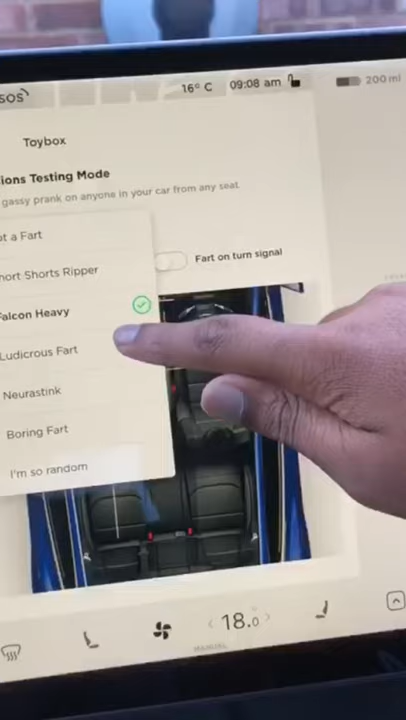 SOS
16° C 09:08 am 200 mi
Toybox
ions Testing Mode
gassy prank on anyone in your car from any seat.
ot a Fart
Fart on turn signal
hort Shorts Ripper
Falcon Heavy
Ludicrous Fart
Neurastink
Boring Fart
I'm so random
18.0
MANUAL